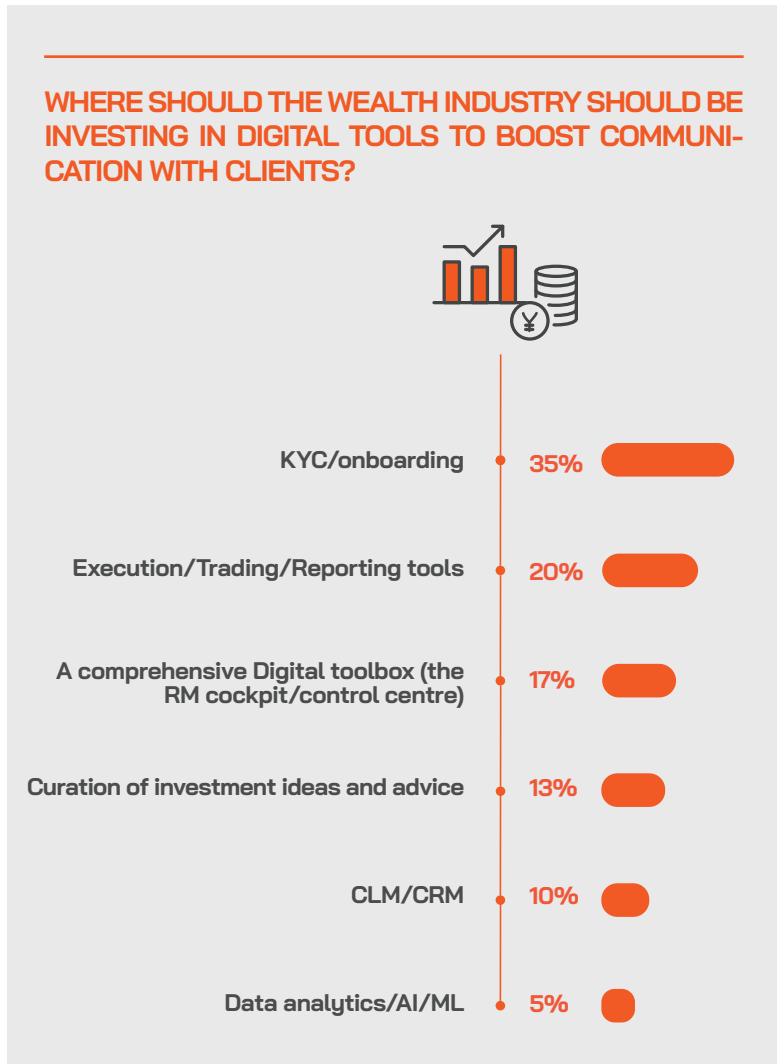 WHERE SHOULD THE WEALTH INDUSTRY SHOULD BE
INVESTING IN DIGITAL TOOLS TO BOOST COMMUNI-
CATION WITH CLIENTS?
¥
KYC/onboarding 35%
Execution/Trading/Reporting tools 20%
A comprehensive Digital toolbox (the
RM cockpit/control centre) 17%
Curation of investment ideas and advice 13%
CLM/CRM 10%
Data analytics/AI/ML 5%